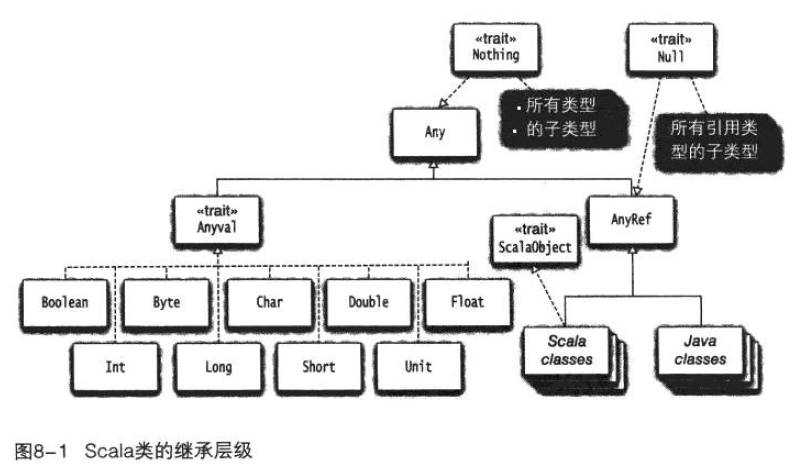 «trait»
Nothing
«trait»
Null
Any
· 所有类型
· 的子类型
所有引用类
型的子类型
«trait»
Anyval
«trait»
ScalaObject
AnyRef
Boolean
Byte
Char
Double
Float
Int
Long
Short
Unit
Scala
classes
Java
classes
图8-1 Scala类的继承层级